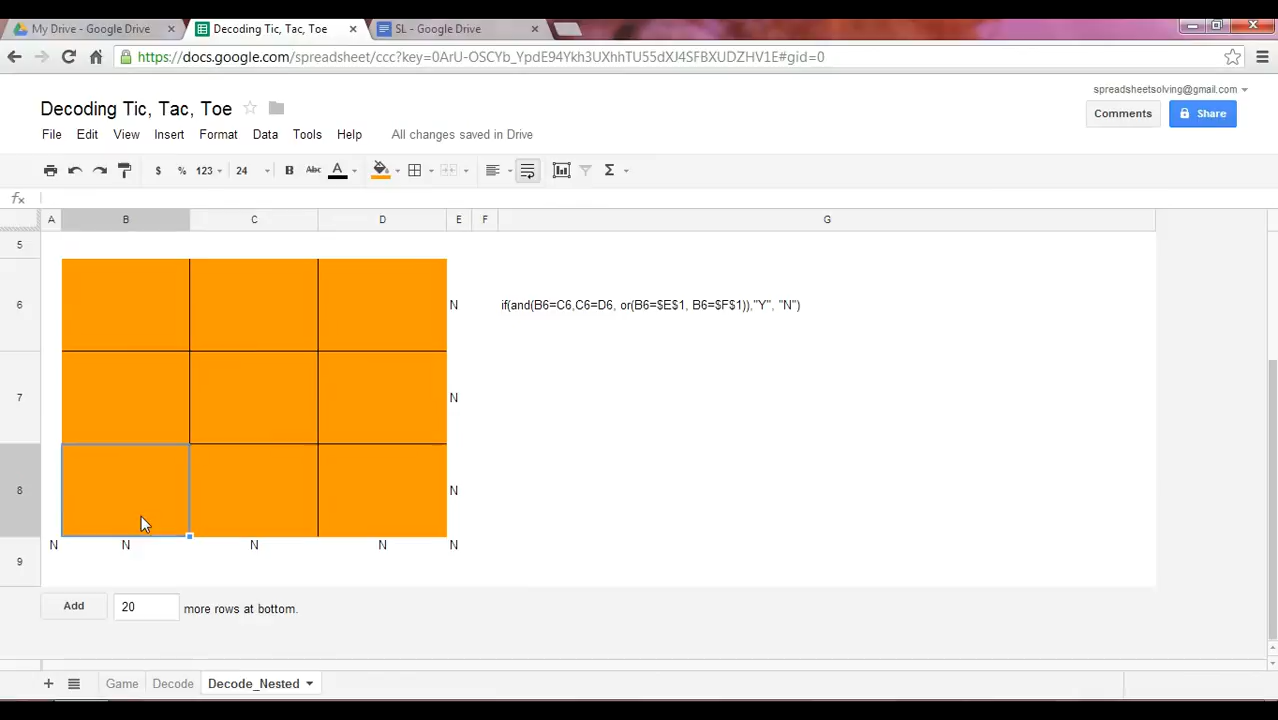 My Drive - Google Drive
Decoding Tic, Tac, Toe
SL - Google Drive
https://docs.google.com/spreadsheet/ccc?key=0ArU-OSCYb_YpdE94Ykh3UXhhTU55dXJ4SFBXUDZHV1E#gid=0
spreadsheetsolving@gmail.com
Decoding Tic, Tac, Toe
Comments
Share
File Edit View Insert Format Data Tools Help All changes saved in Drive
$ % 123 24 B Abc A Σ
fx
A B C D E F G
5
6 N if(and(B6=C6,C6=D6, or(B6=$E$1, B6=$F$1)),"Y", "N")
7 N
8 N
N N N N N
9
Add 20 more rows at bottom.
+ Game Decode Decode_Nested